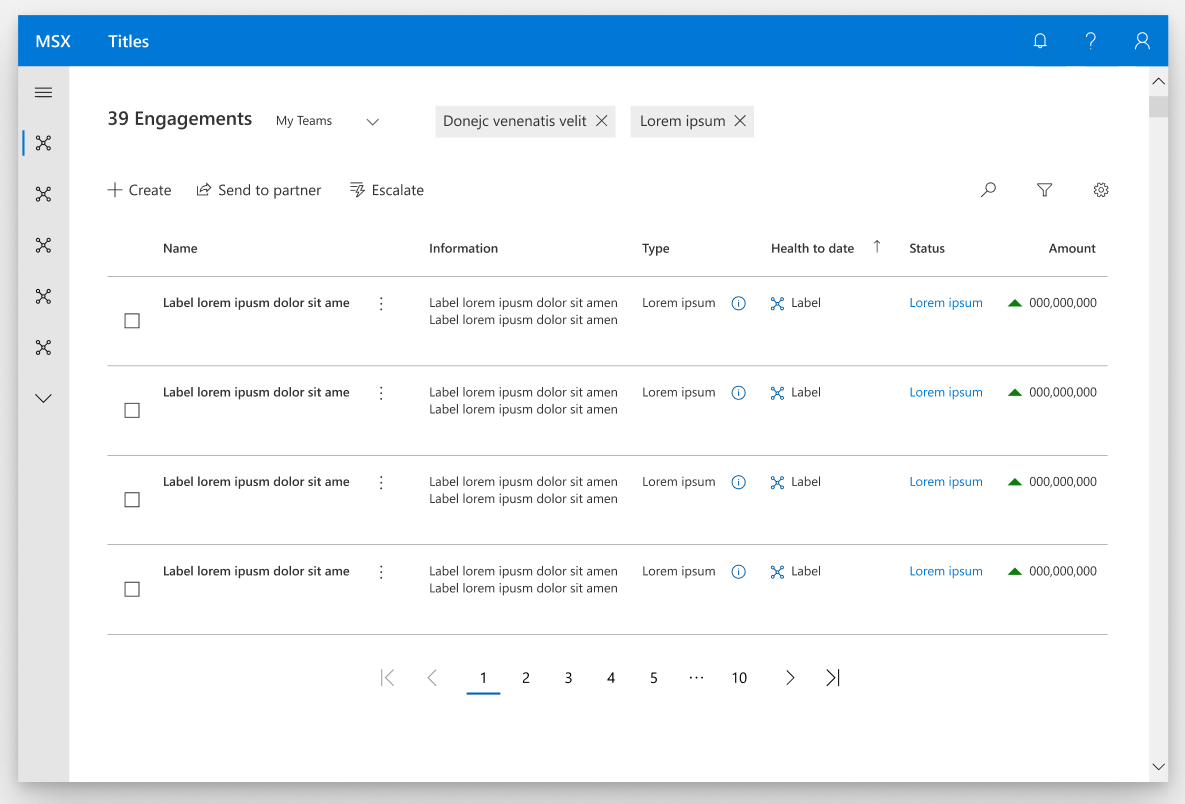 MSX Titles
39 Engagements My Teams Donejc venenatis velit Lorem ipsum
Create Send to partner Escalate
Name Information Type Health to date Status Amount
Label lorem ipusm dolor sit ame Label lorem ipusm dolor sit amen Lorem ipsum Label Lorem ipsum 000,000,000
Label lorem ipusm dolor sit amen
Label lorem ipusm dolor sit ame Label lorem ipusm dolor sit amen Lorem ipsum Label Lorem ipsum 000,000,000
Label lorem ipusm dolor sit amen
Label lorem ipusm dolor sit ame Label lorem ipusm dolor sit amen Lorem ipsum Label Lorem ipsum 000,000,000
Label lorem ipusm dolor sit amen
Label lorem ipusm dolor sit ame Label lorem ipusm dolor sit amen Lorem ipsum Label Lorem ipsum 000,000,000
Label lorem ipusm dolor sit amen
1 2 3 4 5 ... 10